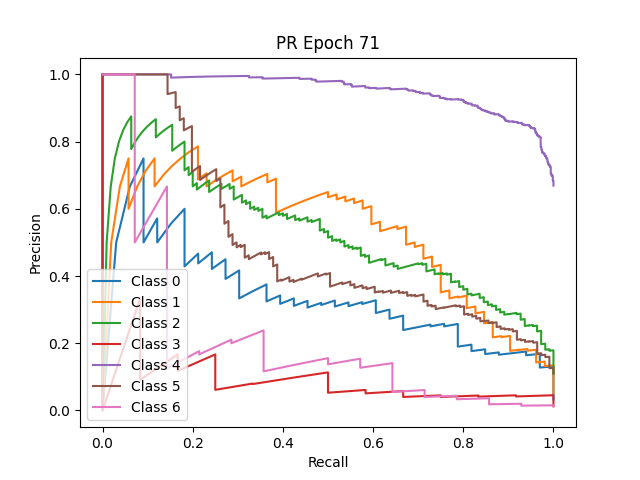 PR Epoch 71
Precision
1.0
0.8
0.6
0.4
0.2
0.0
Class 0
Class 1
Class 2
Class 3
Class 4
Class 5
Class 6
0.0 0.2 0.4 0.6 0.8 1.0
Recall